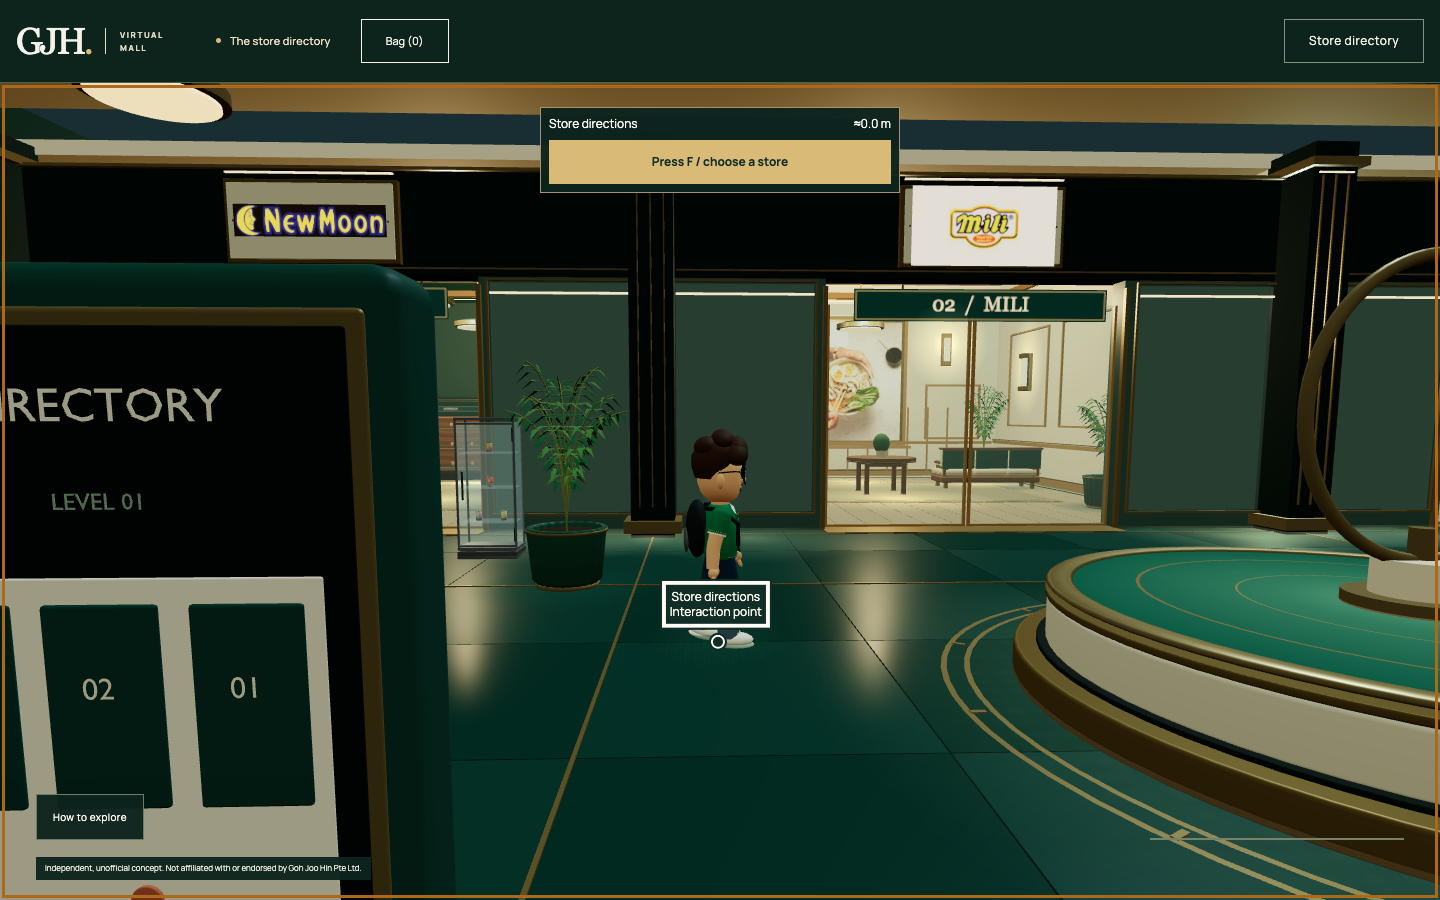 GJH.
VIRTUAL
MALL
The store directory
Bag (0)
Store directory
Store directions
≈0.0 m
Press F / choose a store
NewMoon
mili
02 / MILI
RECTORY
LEVEL 01
02
01
Store directions
Interaction point
How to explore
Independent, unofficial concept. Not affiliated with or endorsed by Goh Joo Hin Pte Ltd.